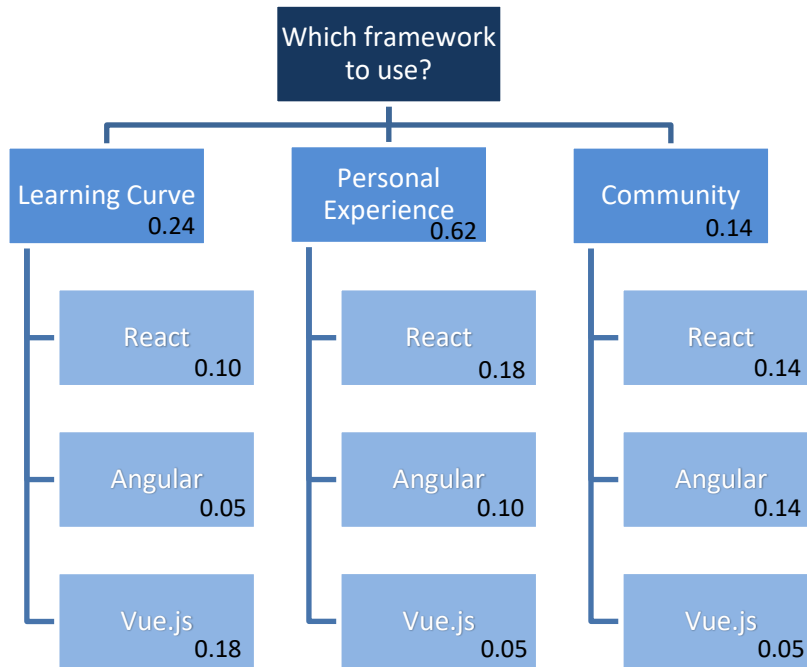 Which framework
to use?
Learning Curve
0.24
Personal
Experience
0.62
Community
0.14
React
0.10
React
0.18
React
0.14
Angular
0.05
Angular
0.10
Angular
0.14
Vue.js
0.18
Vue.js
0.05
Vue.js
0.05